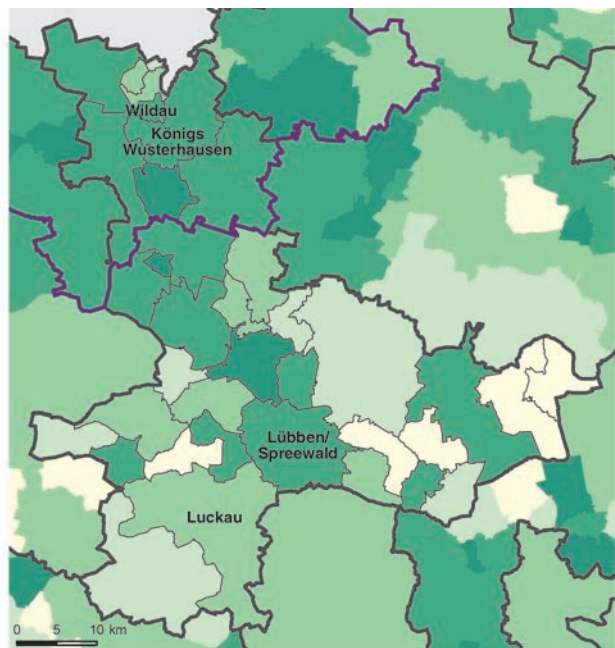 Wildau
Königs
Wusterhausen
Lübben/
Spreewald
Luckau
0 5 10 km